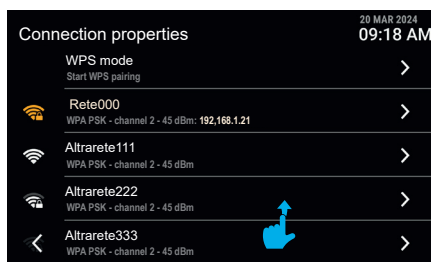 20 MAR 2024
Connection properties 09:18 AM
WPS mode
Start WPS pairing
Rete000
WPA PSK - channel 2 - 45 dBm: 192,168.1.21
Altrarete111
WPA PSK - channel 2 - 45 dBm
Altrarete222
WPA PSK - channel 2 - 45 dBm
Altrarete333
WPA PSK - channel 2 - 45 dBm